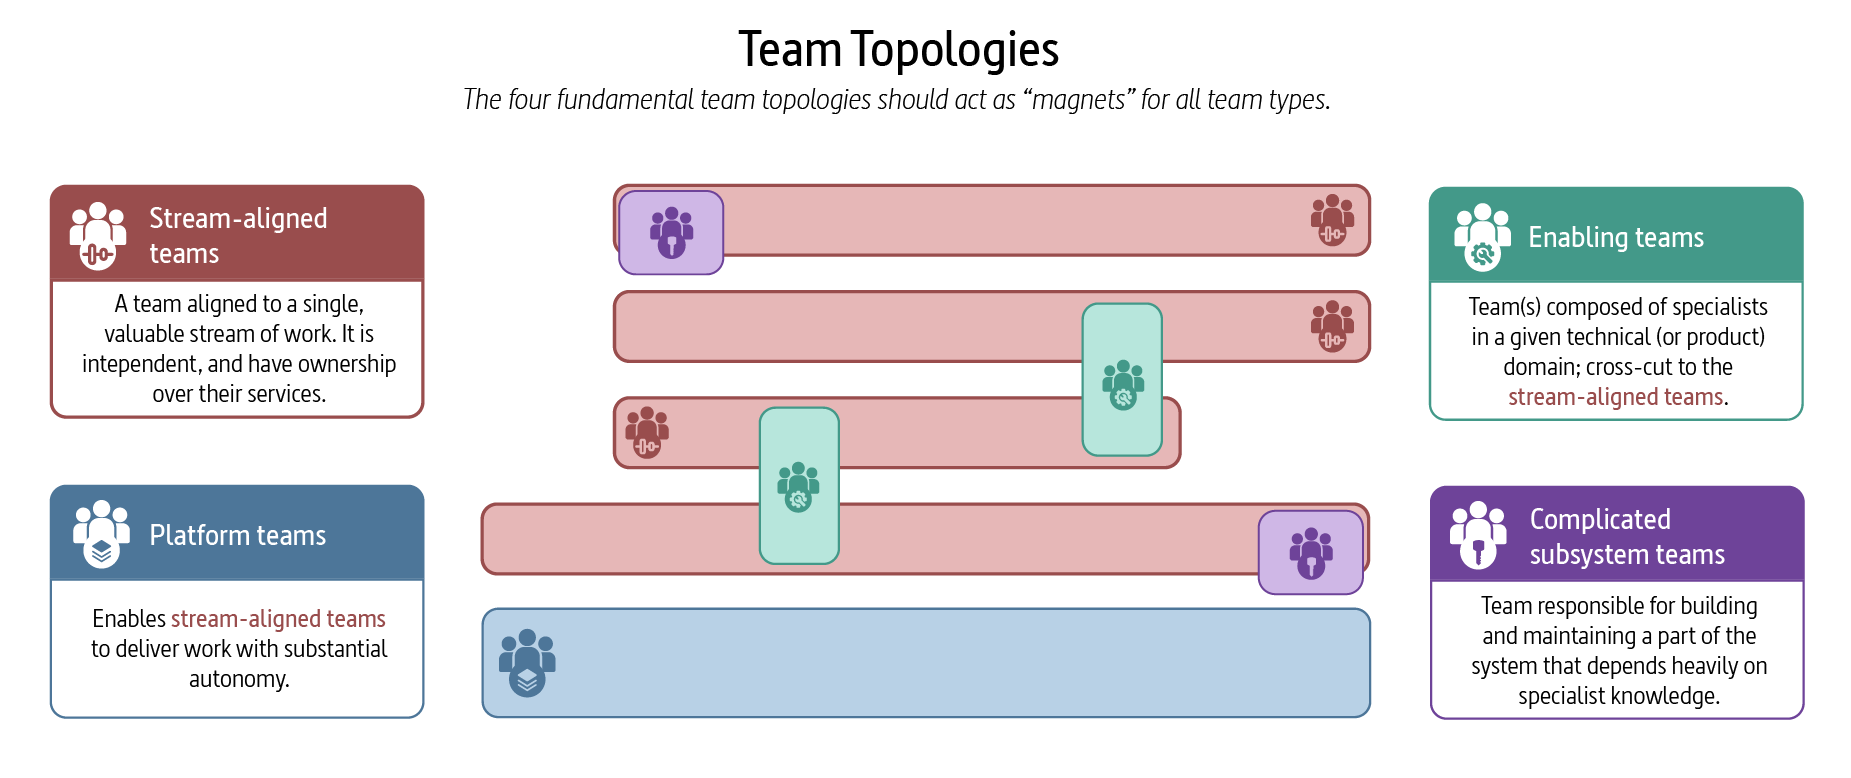 Team Topologies
The four fundamental team topologies should act as “magnets” for all team types.
Stream-aligned
teams
A team aligned to a single,
valuable stream of work. It is
intependent, and have ownership
over their services.
Platform teams
Enables stream-aligned teams
to deliver work with substantial
autonomy.
Enabling teams
Team(s) composed of specialists
in a given technical (or product)
domain; cross-cut to the
stream-aligned teams.
Complicated
subsystem teams
Team responsible for building
and maintaining a part of the
system that depends heavily on
specialist knowledge.